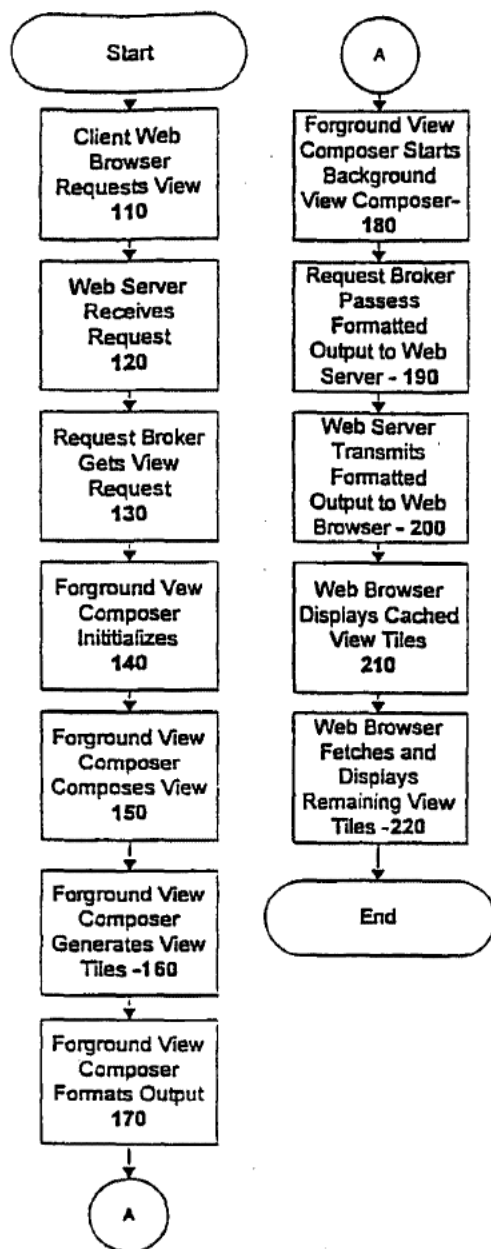 Start
Client Web
Browser
Requests View
110
Web Server
Receives
Request
120
Request Broker
Gets View
Request
130
Forground Vew
Composer
Inititializes
140
Forground View
Composer
Composes View
150
Forground View
Composer
Generates View
Tiles -160
Forground View
Composer
Formats Output
170
A
A
Forground View
Composer Starts
Background
View Composer-
180
Request Broker
Passess
Formatted
Output to Web
Server - 190
Web Server
Transmits
Formatted
Output to Web
Browser - 200
Web Browser
Displays Cached
View Tiles
210
Web Browser
Fetches and
Displays
Remaining View
Tiles -220
End